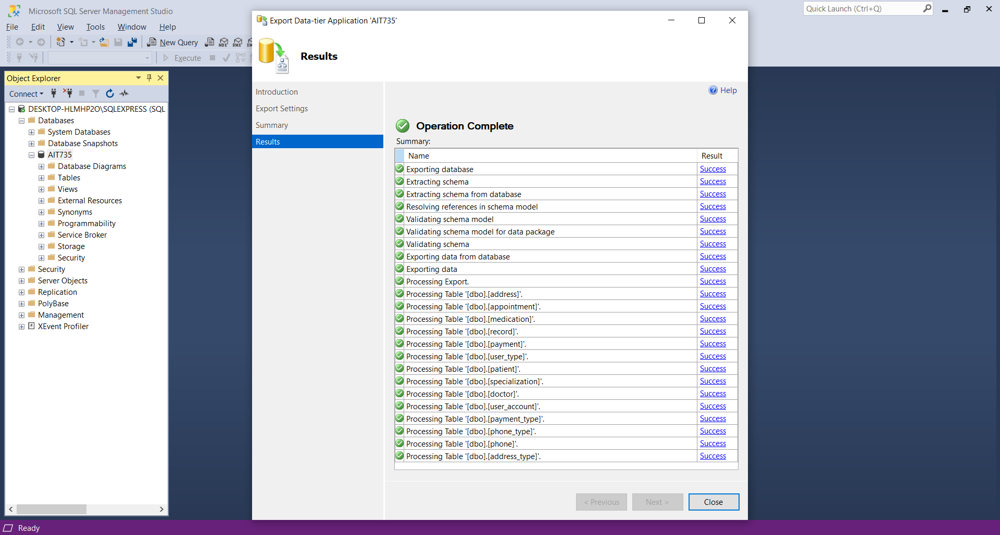 Microsoft SQL Server Management Studio
Quick Launch (Ctrl+Q)
File Edit View Tools Window Help
New Query
MDX DMX
Execute
Object Explorer
Connect
DESKTOP-HLMHP2O\SQLEXPRESS (SQL
Databases
System Databases
Database Snapshots
AIT735
Database Diagrams
Tables
Views
External Resources
Synonyms
Programmability
Service Broker
Storage
Security
Security
Server Objects
Replication
PolyBase
Management
XEvent Profiler
Ready
Export Data-tier Application 'AIT735'
Results
Introduction
Export Settings
Summary
Results
Help
Operation Complete
Summary:
Name Result
Exporting database Success
Extracting schema Success
Extracting schema from database Success
Resolving references in schema model Success
Validating schema model Success
Validating schema model for data package Success
Validating schema Success
Exporting data from database Success
Exporting data Success
Processing Export. Success
Processing Table '[dbo].[address]'. Success
Processing Table '[dbo].[appointment]'. Success
Processing Table '[dbo].[medication]'. Success
Processing Table '[dbo].[record]'. Success
Processing Table '[dbo].[payment]'. Success
Processing Table '[dbo].[user_type]'. Success
Processing Table '[dbo].[patient]'. Success
Processing Table '[dbo].[specialization]'. Success
Processing Table '[dbo].[doctor]'. Success
Processing Table '[dbo].[user_account]'. Success
Processing Table '[dbo].[payment_type]'. Success
Processing Table '[dbo].[phone_type]'. Success
Processing Table '[dbo].[phone]'. Success
Processing Table '[dbo].[address_type]'. Success
< Previous Next > Close